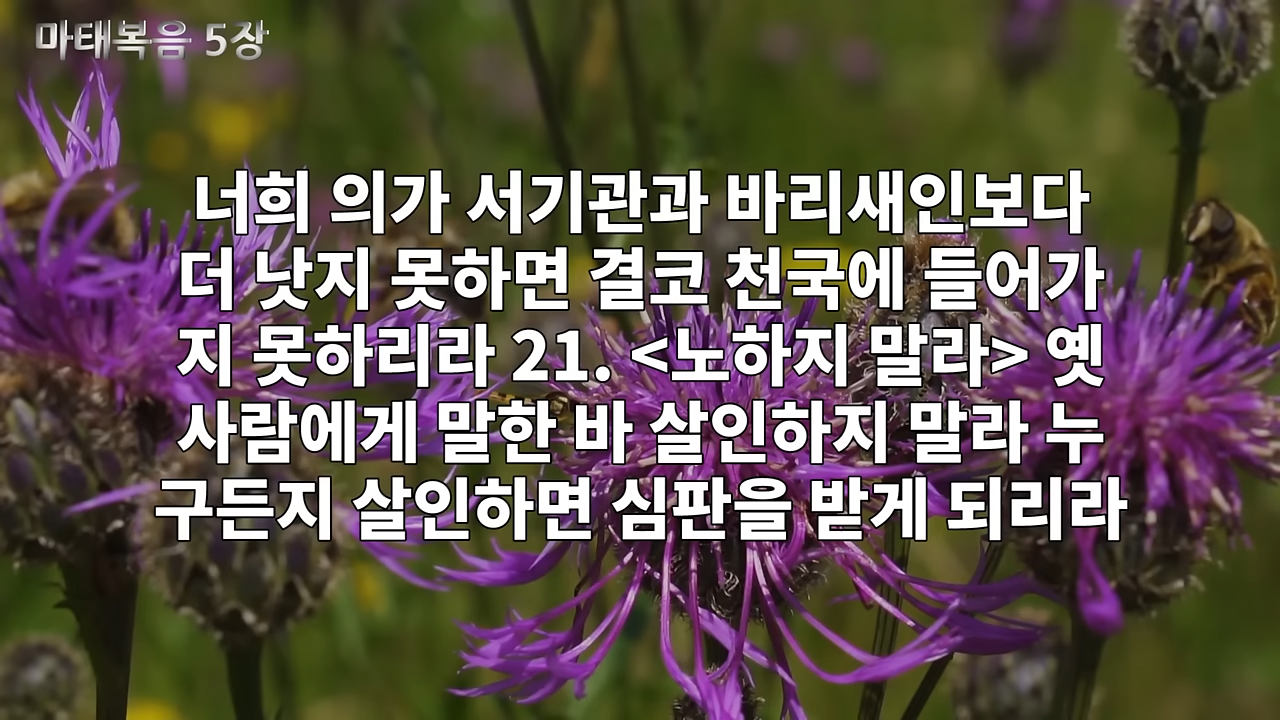 마태복음 5장
너희 의가 서기관과 바리새인보다
더 낫지 못하면 결코 천국에 들어가
지 못하리라 21. <노하지 말라> 옛
사람에게 말한 바 살인하지 말라 누
구든지 살인하면 심판을 받게 되리라